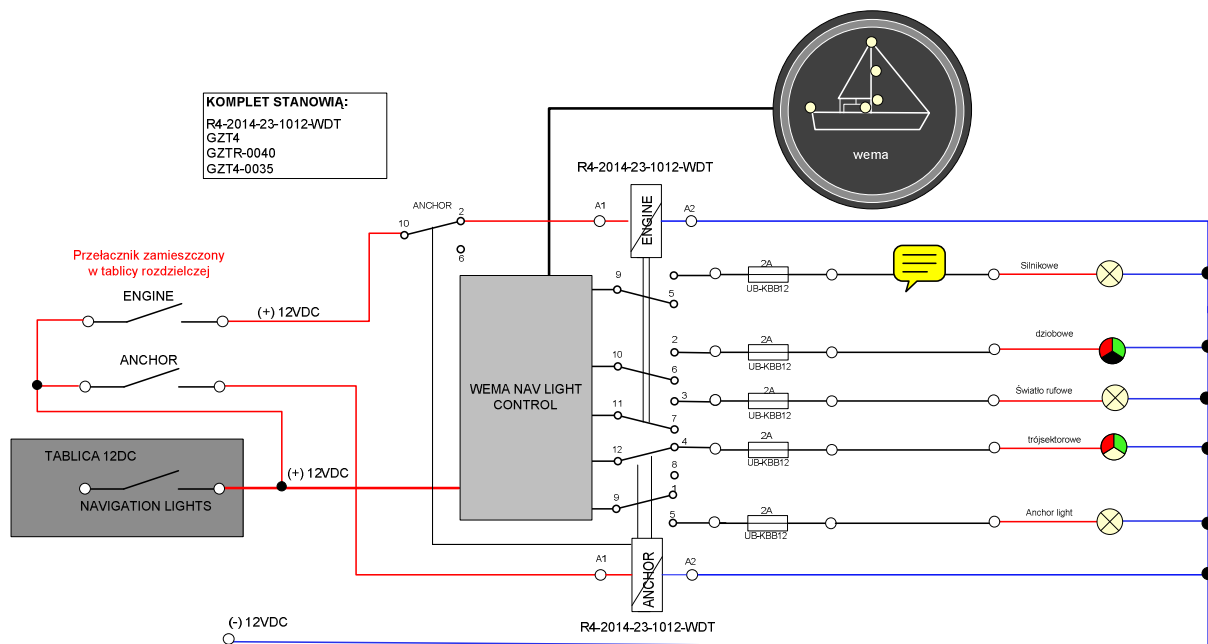 KOMPLET STANOWIĄ:
R4-2014-23-1012-WDT
GZT4
GZTR-0040
GZT4-0035
wema
R4-2014-23-1012-WDT
ANCHOR
2
10
6
A1
ENGINE
A2
Przełacznik zamieszczony
w tablicy rozdzielczej
ENGINE
(+) 12VDC
ANCHOR
TABLICA 12DC
(+) 12VDC
NAVIGATION LIGHTS
WEMA NAV LIGHT
CONTROL
9
5
2A
UB-KBB12
Silnikowe
10
2
6
2A
UB-KBB12
dziobowe
11
3
7
2A
UB-KBB12
Światło rufowe
12
4
8
2A
UB-KBB12
trójsektorowe
9
1
5
2A
UB-KBB12
Anchor light
A1
ANCHOR
A2
R4-2014-23-1012-WDT
(-) 12VDC